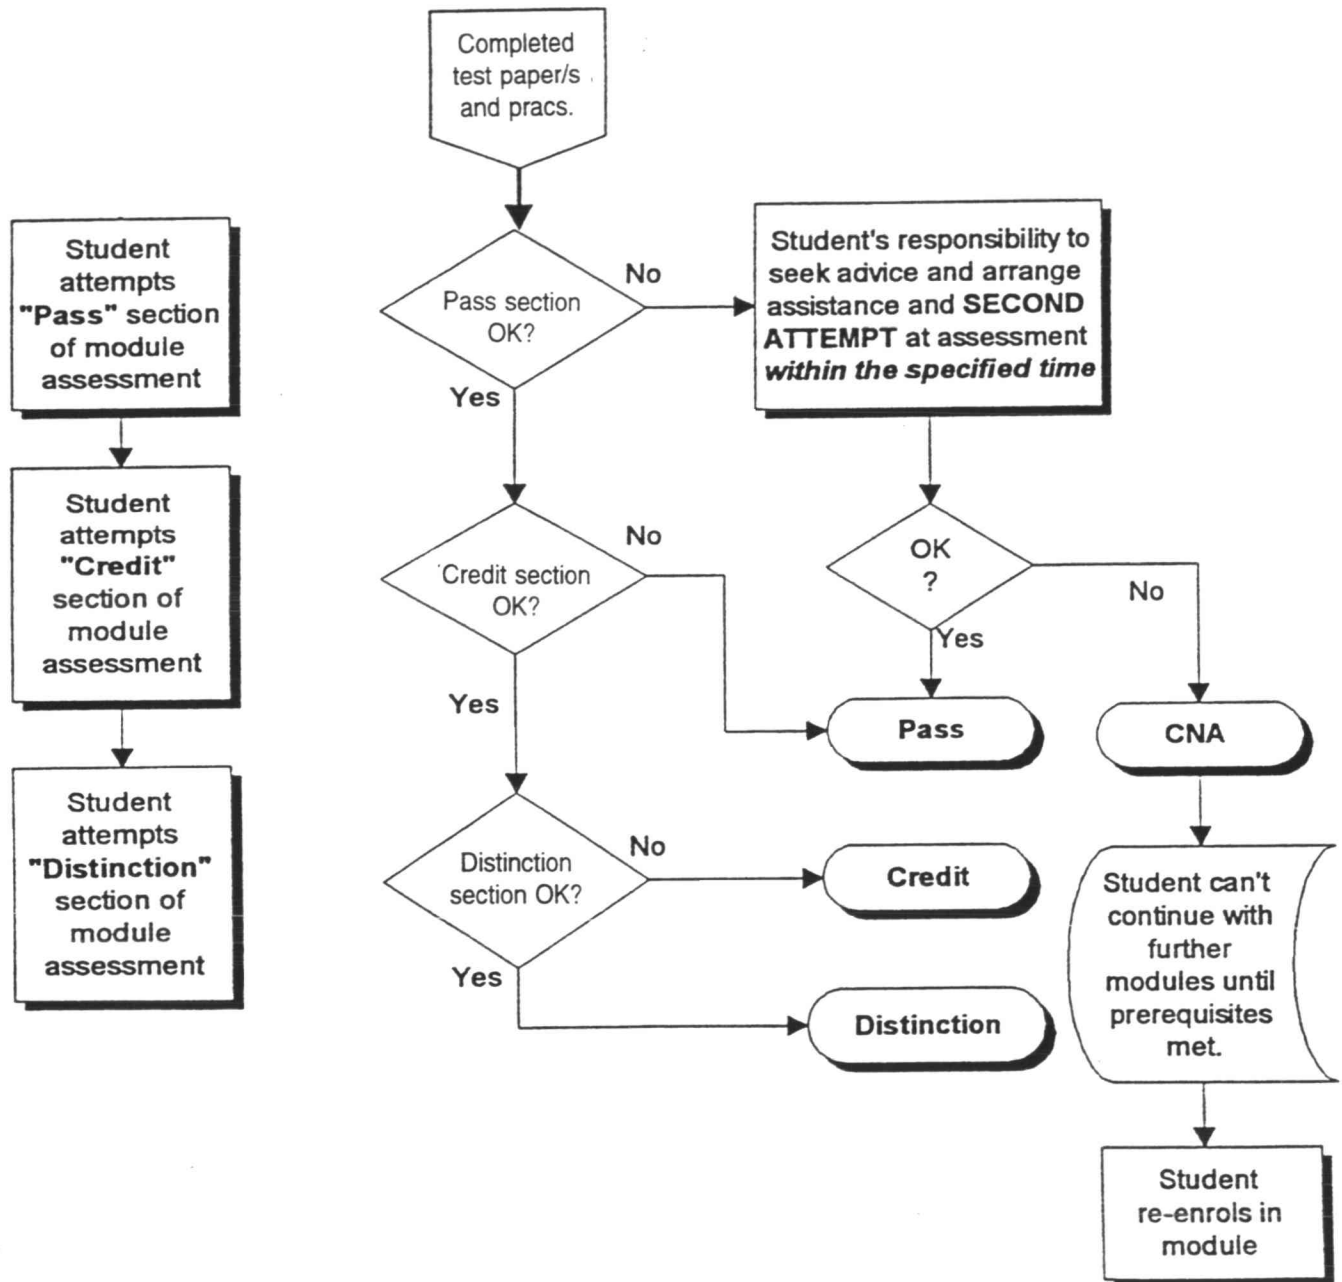 Completed
test paper/s
and pracs.
Student
attempts
"Pass" section
of module
assessment
Pass section
OK?
No
Yes
Student's responsibility to
seek advice and arrange
assistance and SECOND
ATTEMPT at assessment
within the specified time
Student
attempts
"Credit"
section of
module
assessment
Credit section
OK?
No
Yes
OK
?
No
Yes
Pass
CNA
Student
attempts
"Distinction"
section of
module
assessment
Distinction
section OK?
No
Yes
Credit
Distinction
Student can't
continue with
further
modules until
prerequisites
met.
Student
re-enrols in
module